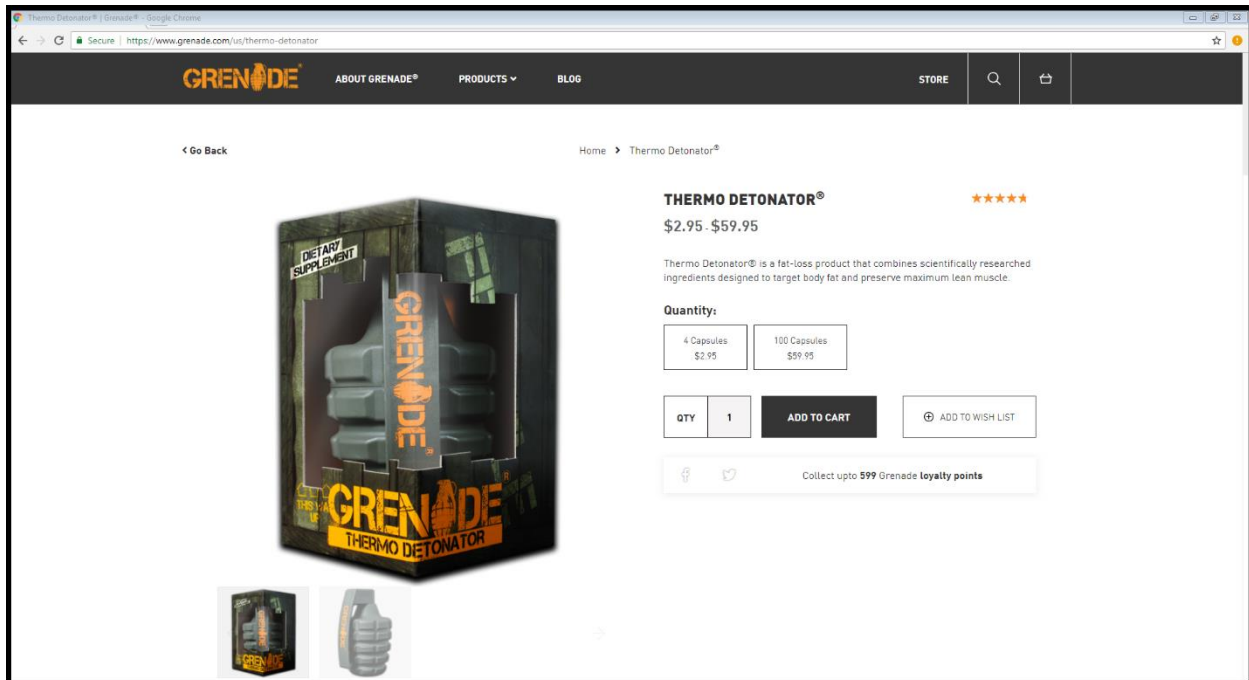 Thermo Detonator® | Grenade® - Google Chrome
Secure | https://www.grenade.com/us/thermo-detonator
GRENADE®
ABOUT GRENADE®
PRODUCTS
BLOG
STORE
Go Back
Home > Thermo Detonator®
DIETARY
SUPPLEMENT
GRENADE®
THIS WAY
UP
GRENADE®
THERMO DETONATOR
THERMO DETONATOR®
$2.95 - $59.95
Thermo Detonator® is a fat-loss product that combines scientifically researched
ingredients designed to target body fat and preserve maximum lean muscle.
Quantity:
4 Capsules
$2.95
100 Capsules
$59.95
QTY 1
ADD TO CART
ADD TO WISH LIST
Collect upto 599 Grenade loyalty points
GRENADE